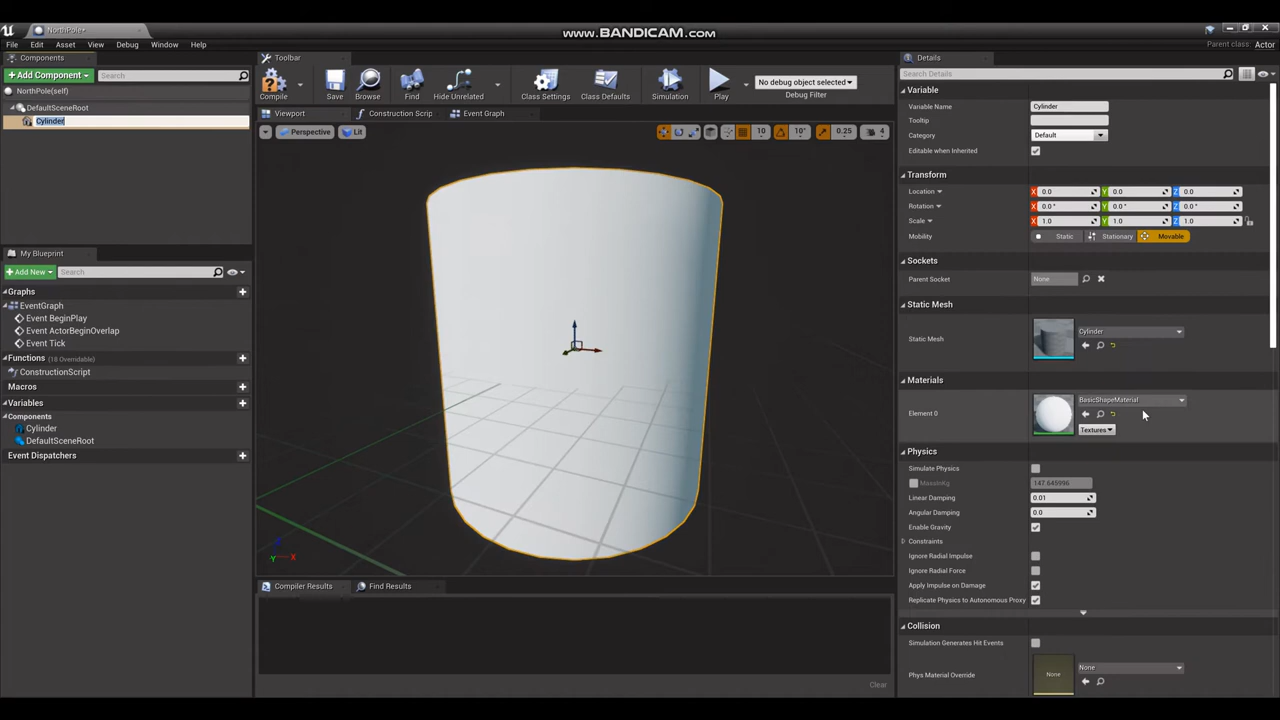 NorthPole*
www.BANDICAM.com
File Edit Asset View Debug Window Help
Parent class: Actor
Components
+Add Component
Search
NorthPole(self)
DefaultSceneRoot
Cylinder
My Blueprint
+Add New
Search
Graphs
EventGraph
Event BeginPlay
Event ActorBeginOverlap
Event Tick
Functions (18 Overridable)
ConstructionScript
Macros
Variables
Components
Cylinder
DefaultSceneRoot
Event Dispatchers
Toolbar
Compile
Save
Browse
Find
Hide Unrelated
Class Settings
Class Defaults
Simulation
Play
No debug object selected
Debug Filter
Viewport
Construction Scrip
Event Graph
Perspective
Lit
10
10°
0.25
4
Z
Y X
Compiler Results
Find Results
Clear
Details
Search Details
Variable
Variable Name Cylinder
Tooltip
Category Default
Editable when Inherited
Transform
Location X 0.0 Y 0.0 Z 0.0
Rotation X 0.0 ° Y 0.0 ° Z 0.0 °
Scale X 1.0 Y 1.0 Z 1.0
Mobility Static Stationary Movable
Sockets
Parent Socket None
Static Mesh
Static Mesh Cylinder
Materials
Element 0 BasicShapeMaterial
Textures
Physics
Simulate Physics
MassInKg 147.645996
Linear Damping 0.01
Angular Damping 0.0
Enable Gravity
Constraints
Ignore Radial Impulse
Ignore Radial Force
Apply Impulse on Damage
Replicate Physics to Autonomous Proxy
Collision
Simulation Generates Hit Events
Phys Material Override None None